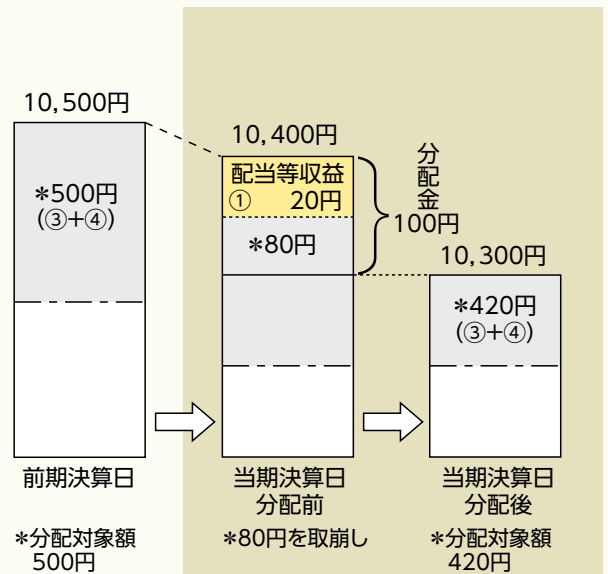 10,500円
*500円
(③+④)
前期決算日
*分配対象額
500円
10,400円
配当等収益
① 20円
*80円
分配金
100円
当期決算日
分配前
*80円を取崩し
10,300円
*420円
(③+④)
当期決算日
分配後
*分配対象額
420円